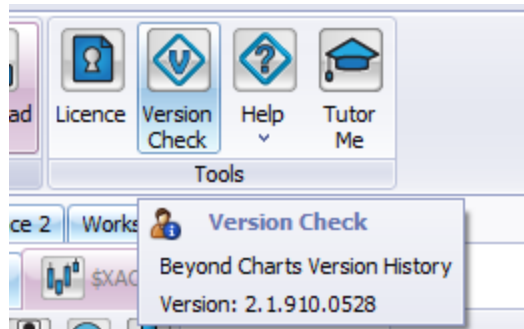 ad
Licence
Version
Check
Help
Tutor
Me
Tools
ce 2
Works
$XAC
Version Check
Beyond Charts Version History
Version: 2.1.910.0528